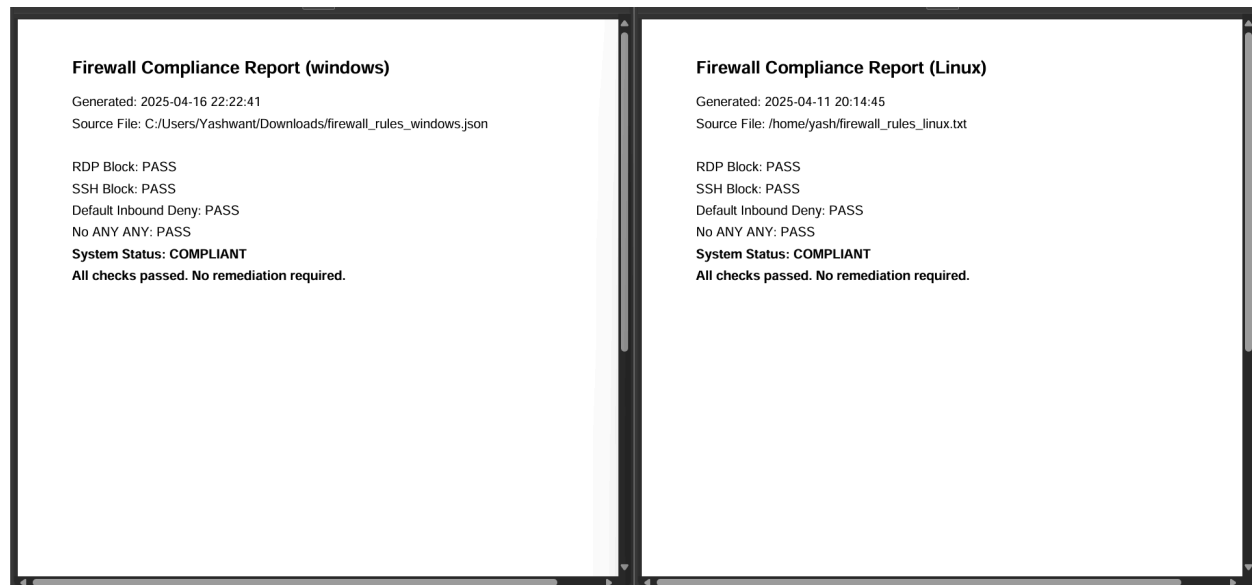 Firewall Compliance Report (windows)
Generated: 2025-04-16 22:22:41
Source File: C:/Users/Yashwant/Downloads/firewall_rules_windows.json
RDP Block: PASS
SSH Block: PASS
Default Inbound Deny: PASS
No ANY ANY: PASS
System Status: COMPLIANT
All checks passed. No remediation required.
Firewall Compliance Report (Linux)
Generated: 2025-04-11 20:14:45
Source File: /home/yash/firewall_rules_linux.txt
RDP Block: PASS
SSH Block: PASS
Default Inbound Deny: PASS
No ANY ANY: PASS
System Status: COMPLIANT
All checks passed. No remediation required.